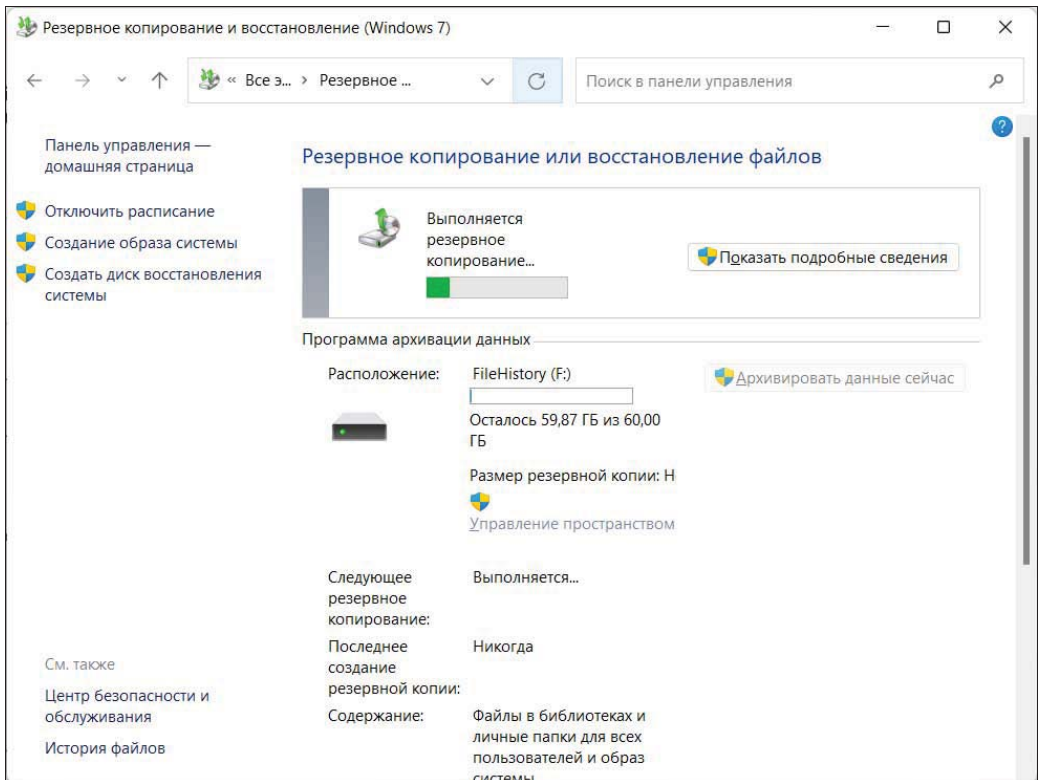 Резервное копирование и восстановление (Windows 7)
« Все э... › Резервное ...
Поиск в панели управления
?
Панель управления —
домашняя страница
Отключить расписание
Создание образа системы
Создать диск восстановления
системы
См. также
Центр безопасности и
обслуживания
История файлов
Резервное копирование или восстановление файлов
Выполняется
резервное
копирование...
Показать подробные сведения
Программа архивации данных
Расположение:
FileHistory (F:)
Архивировать данные сейчас
Осталось 59,87 ГБ из 60,00
ГБ
Размер резервной копии: Н
Управление пространством
Следующее
резервное
копирование:
Выполняется...
Последнее
создание
резервной копии:
Никогда
Содержание:
Файлы в библиотеках и
личные папки для всех
пользователей и образ
системы